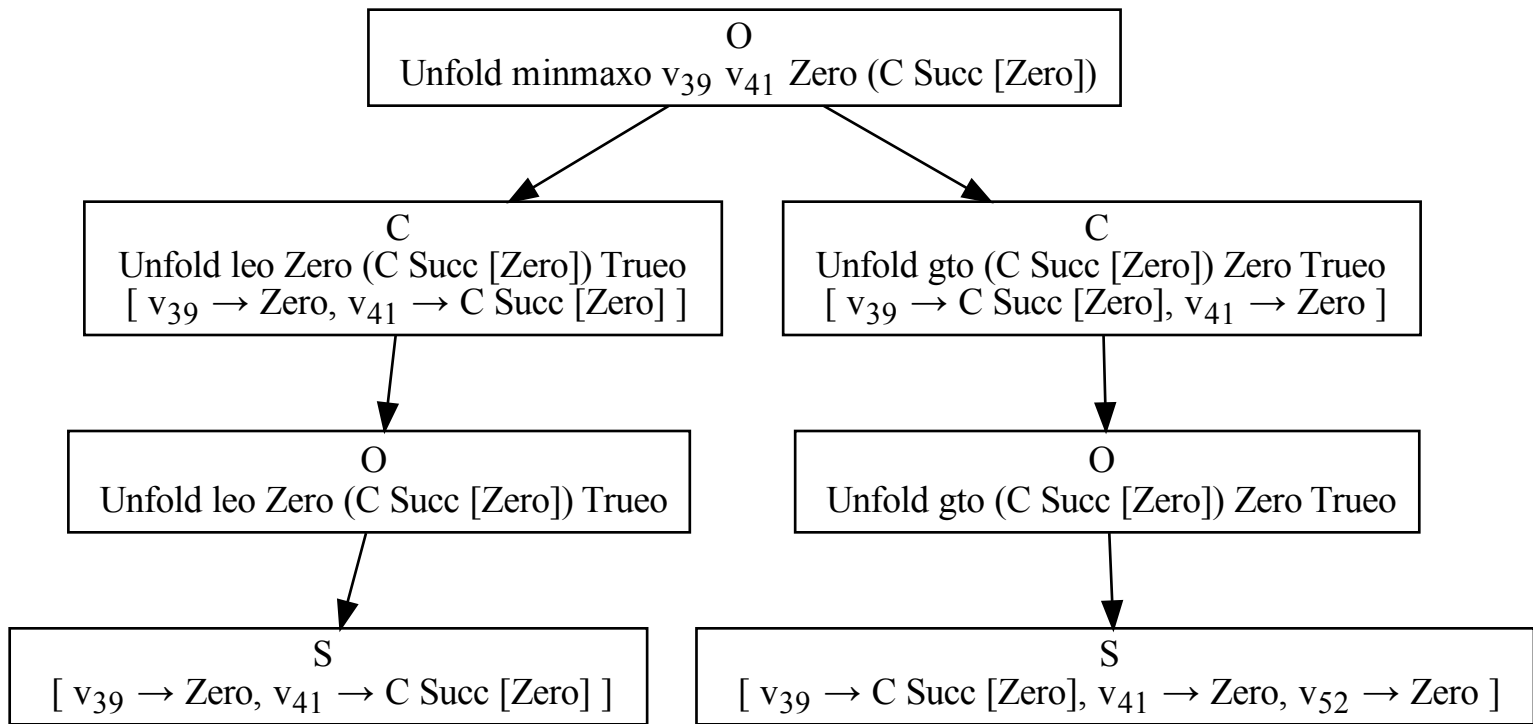 O
Unfold minmaxo v₃₉ v₄₁ Zero (C Succ [Zero])
C
Unfold leo Zero (C Succ [Zero]) Trueo
[ v₃₉ → Zero, v₄₁ → C Succ [Zero] ]
C
Unfold gto (C Succ [Zero]) Zero Trueo
[ v₃₉ → C Succ [Zero], v₄₁ → Zero ]
O
Unfold leo Zero (C Succ [Zero]) Trueo
O
Unfold gto (C Succ [Zero]) Zero Trueo
S
[ v₃₉ → Zero, v₄₁ → C Succ [Zero] ]
S
[ v₃₉ → C Succ [Zero], v₄₁ → Zero, v₅₂ → Zero ]